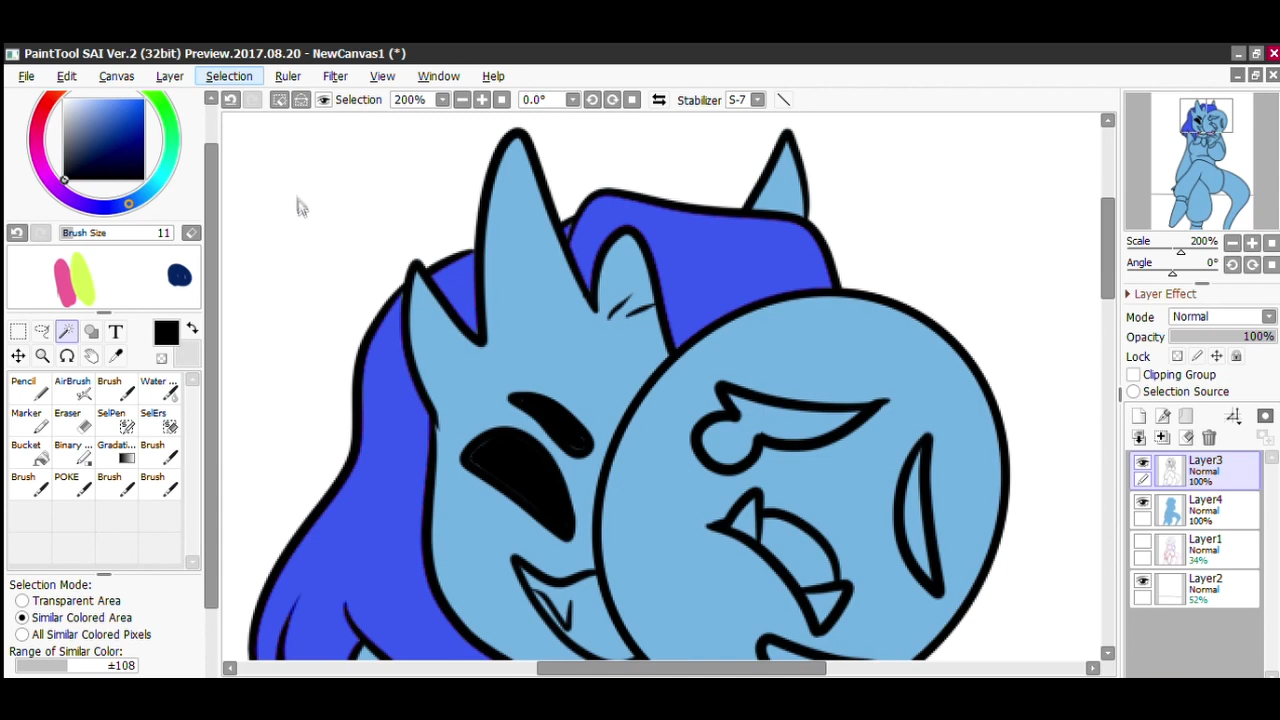 PaintTool SAI Ver.2 (32bit) Preview.2017.08.20 - NewCanvas1 (*)
File Edit Canvas Layer Selection Ruler Filter View Window Help
Selection 200% 0.0° Stabilizer S-7
Brush Size 11
Scale 200%
Angle 0°
Layer Effect
Mode Normal
Opacity 100%
Lock
Clipping Group
Selection Source
T
Pencil AirBrush Brush Water ...
Marker Eraser SelPen SelErs
Bucket Binary ... Gradati... Brush
Brush POKE Brush Brush
Selection Mode:
Transparent Area
Similar Colored Area
All Similar Colored Pixels
Range of Similar Color:
±108
Layer3
Normal
100%
Layer4
Normal
100%
Layer1
Normal
34%
Layer2
Normal
52%